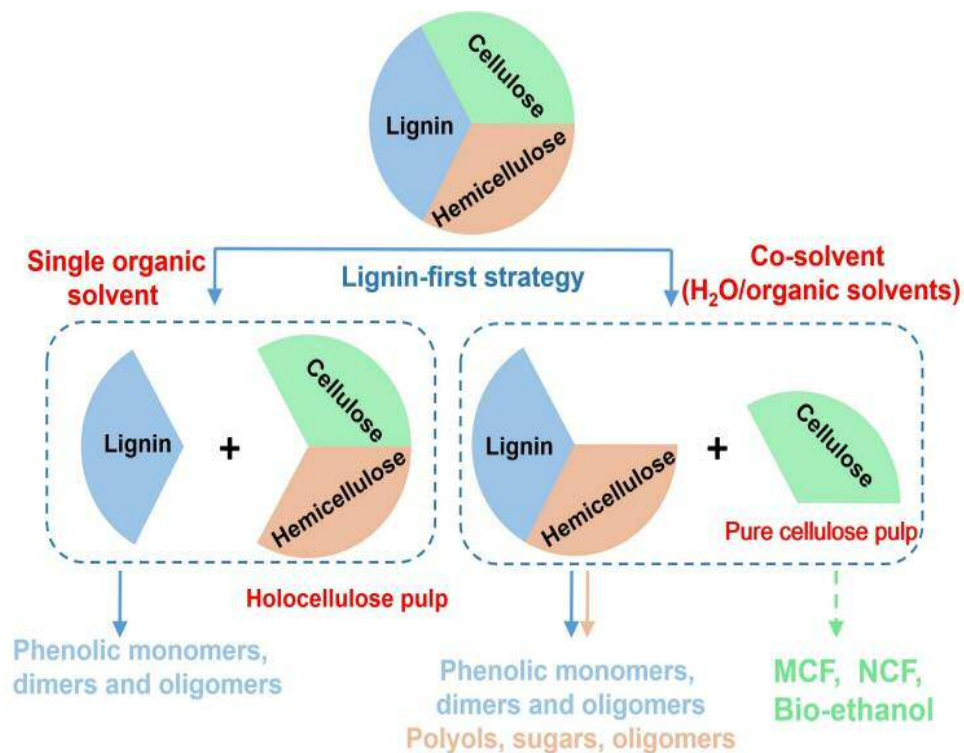 Cellulose
Lignin
Hemicellulose
Single organic
solvent
Lignin-first strategy
Co-solvent
(H₂O/organic solvents)
Lignin
+
Cellulose
Hemicellulose
Lignin
Hemicellulose
+
Cellulose
Pure cellulose pulp
Holocellulose pulp
Phenolic monomers,
dimers and oligomers
Phenolic monomers,
dimers and oligomers
Polyols, sugars, oligomers
MCF, NCF,
Bio-ethanol